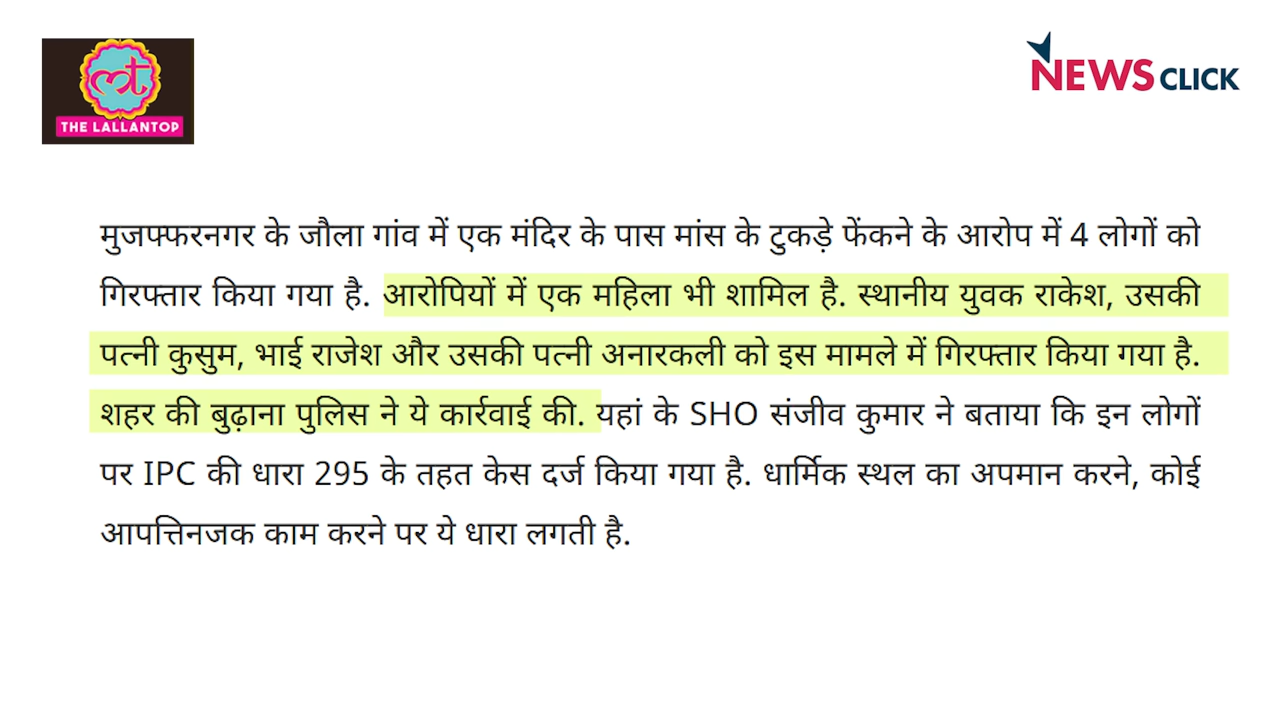 लT
THE LALLANTOP
NEWSCLICK
मुजफ्फरनगर के जौला गांव में एक मंदिर के पास मांस के टुकड़े फेंकने के आरोप में 4 लोगों को
गिरफ्तार किया गया है. आरोपियों में एक महिला भी शामिल है. स्थानीय युवक राकेश, उसकी
पत्नी कुसुम, भाई राजेश और उसकी पत्नी अनारकली को इस मामले में गिरफ्तार किया गया है.
शहर की बुढ़ाना पुलिस ने ये कार्रवाई की. यहां के SHO संजीव कुमार ने बताया कि इन लोगों
पर IPC की धारा 295 के तहत केस दर्ज किया गया है. धार्मिक स्थल का अपमान करने, कोई
आपत्तिनजक काम करने पर ये धारा लगती है.